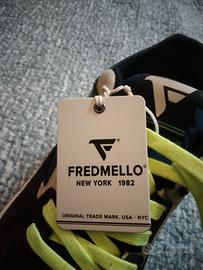 FREDMELLO®
NEW YORK 1982
ORIGINAL TRADE MARK. USA - NYC